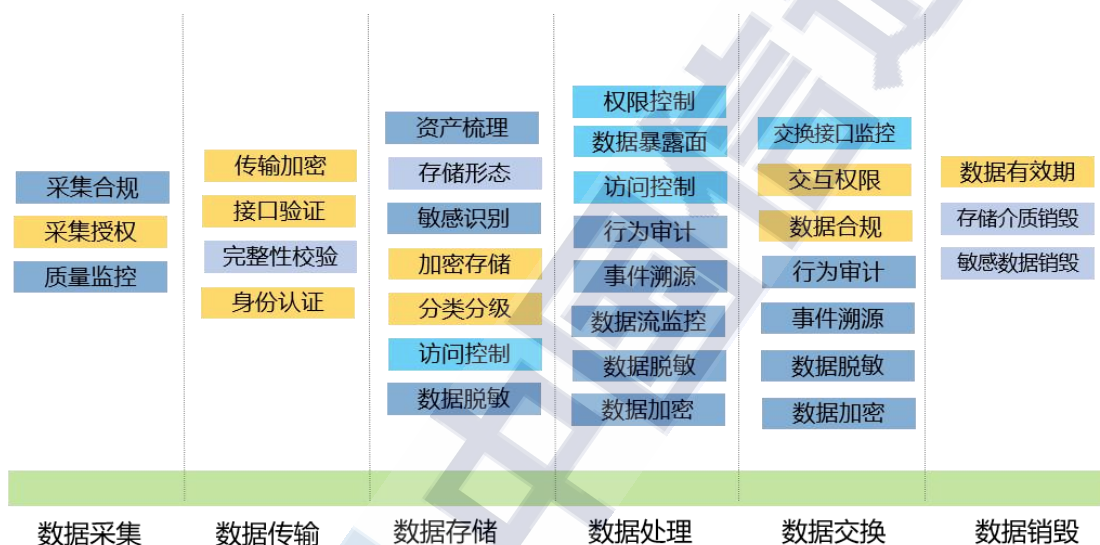 采集合规
采集授权
质量监控
传输加密
接口验证
完整性校验
身份认证
资产梳理
存储形态
敏感识别
加密存储
分类分级
访问控制
数据脱敏
权限控制
数据暴露面
访问控制
行为审计
事件溯源
数据流监控
数据脱敏
数据加密
交换接口监控
交互权限
数据合规
行为审计
事件溯源
数据脱敏
数据加密
数据有效期
存储介质销毁
敏感数据销毁
数据采集
数据传输
数据存储
数据处理
数据交换
数据销毁
中国信通